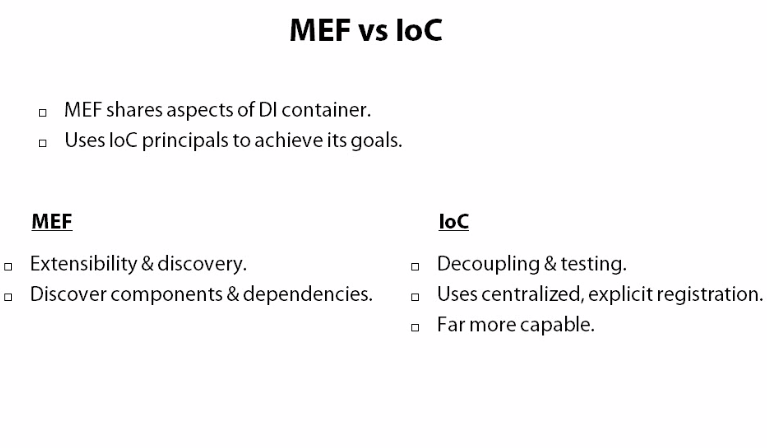 MEF vs IoC
MEF shares aspects of DI container.
Uses IoC principals to achieve its goals.
MEF
Extensibility & discovery.
Discover components & dependencies.
IoC
Decoupling & testing.
Uses centralized, explicit registration.
Far more capable.